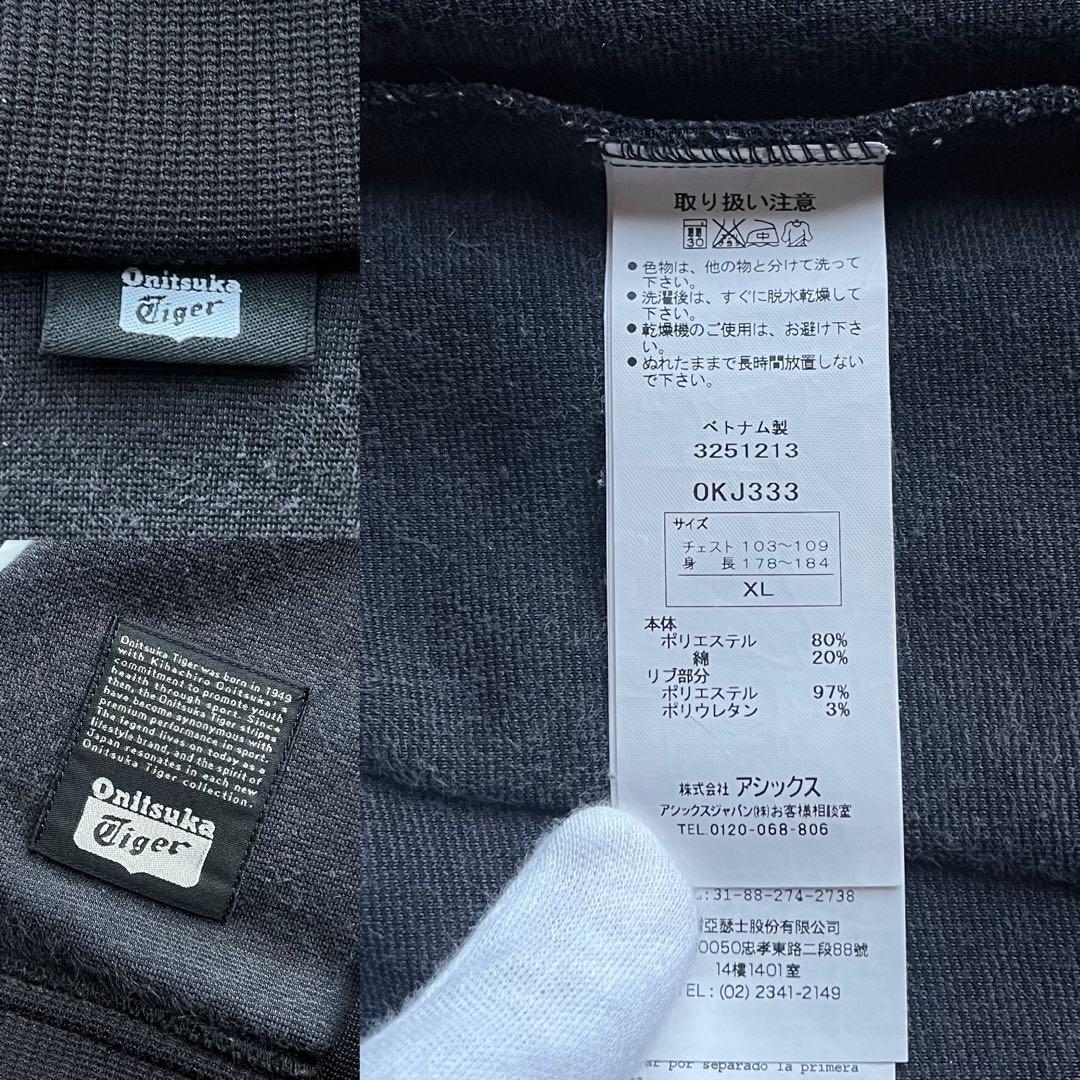 Onitsuka
Tiger
Onitsuka Tiger was born in 1949
with Kihachiro Onitsuka's
commitment to promote youth
health through sport. Since
then, the Onitsuka Tiger stripes
have become synonymous with
premium performance in sport.
The legend lives on today as a
lifestyle brand, and the spirit of
Japan resonates in each new
Onitsuka Tiger collection.
Onitsuka
Tiger
取り扱い注意
30
中
●色物は、他の物と分けて洗って
下さい。
●洗濯後は、すぐに脱水乾燥して
下さい。
●乾燥機のご使用は、お避け下さ
い。
●ぬれたままで長時間放置しない
で下さい。
ベトナム製
3251213
OKJ333
サイズ
チェスト 103〜109
身 長 178〜184
XL
本体
ポリエステル 80%
綿 20%
リブ部分
ポリエステル 97%
ポリウレタン 3%
株式会社 アシックス
アシックスジャパン(株)お客様相談室
TEL.0120-068-806
:31-88-274-2738
亞瑟士股份有限公司
0050忠孝東路二段88號
14樓1401室
EL: (02) 2341-2149
ar por separado la primera